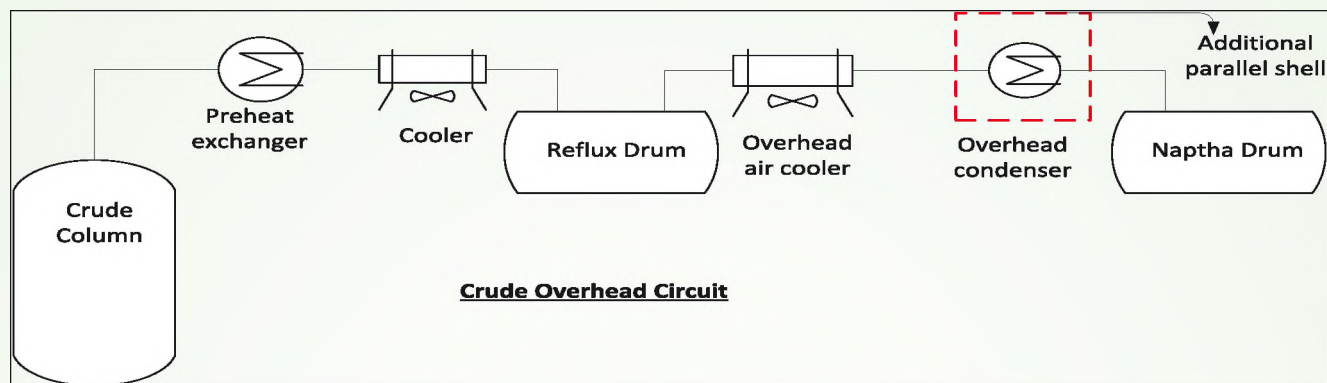 Additional
parallel shell
Preheat
exchanger
Cooler
Reflux Drum
Overhead
air cooler
Overhead
condenser
Naptha Drum
Crude
Column
Crude Overhead Circuit